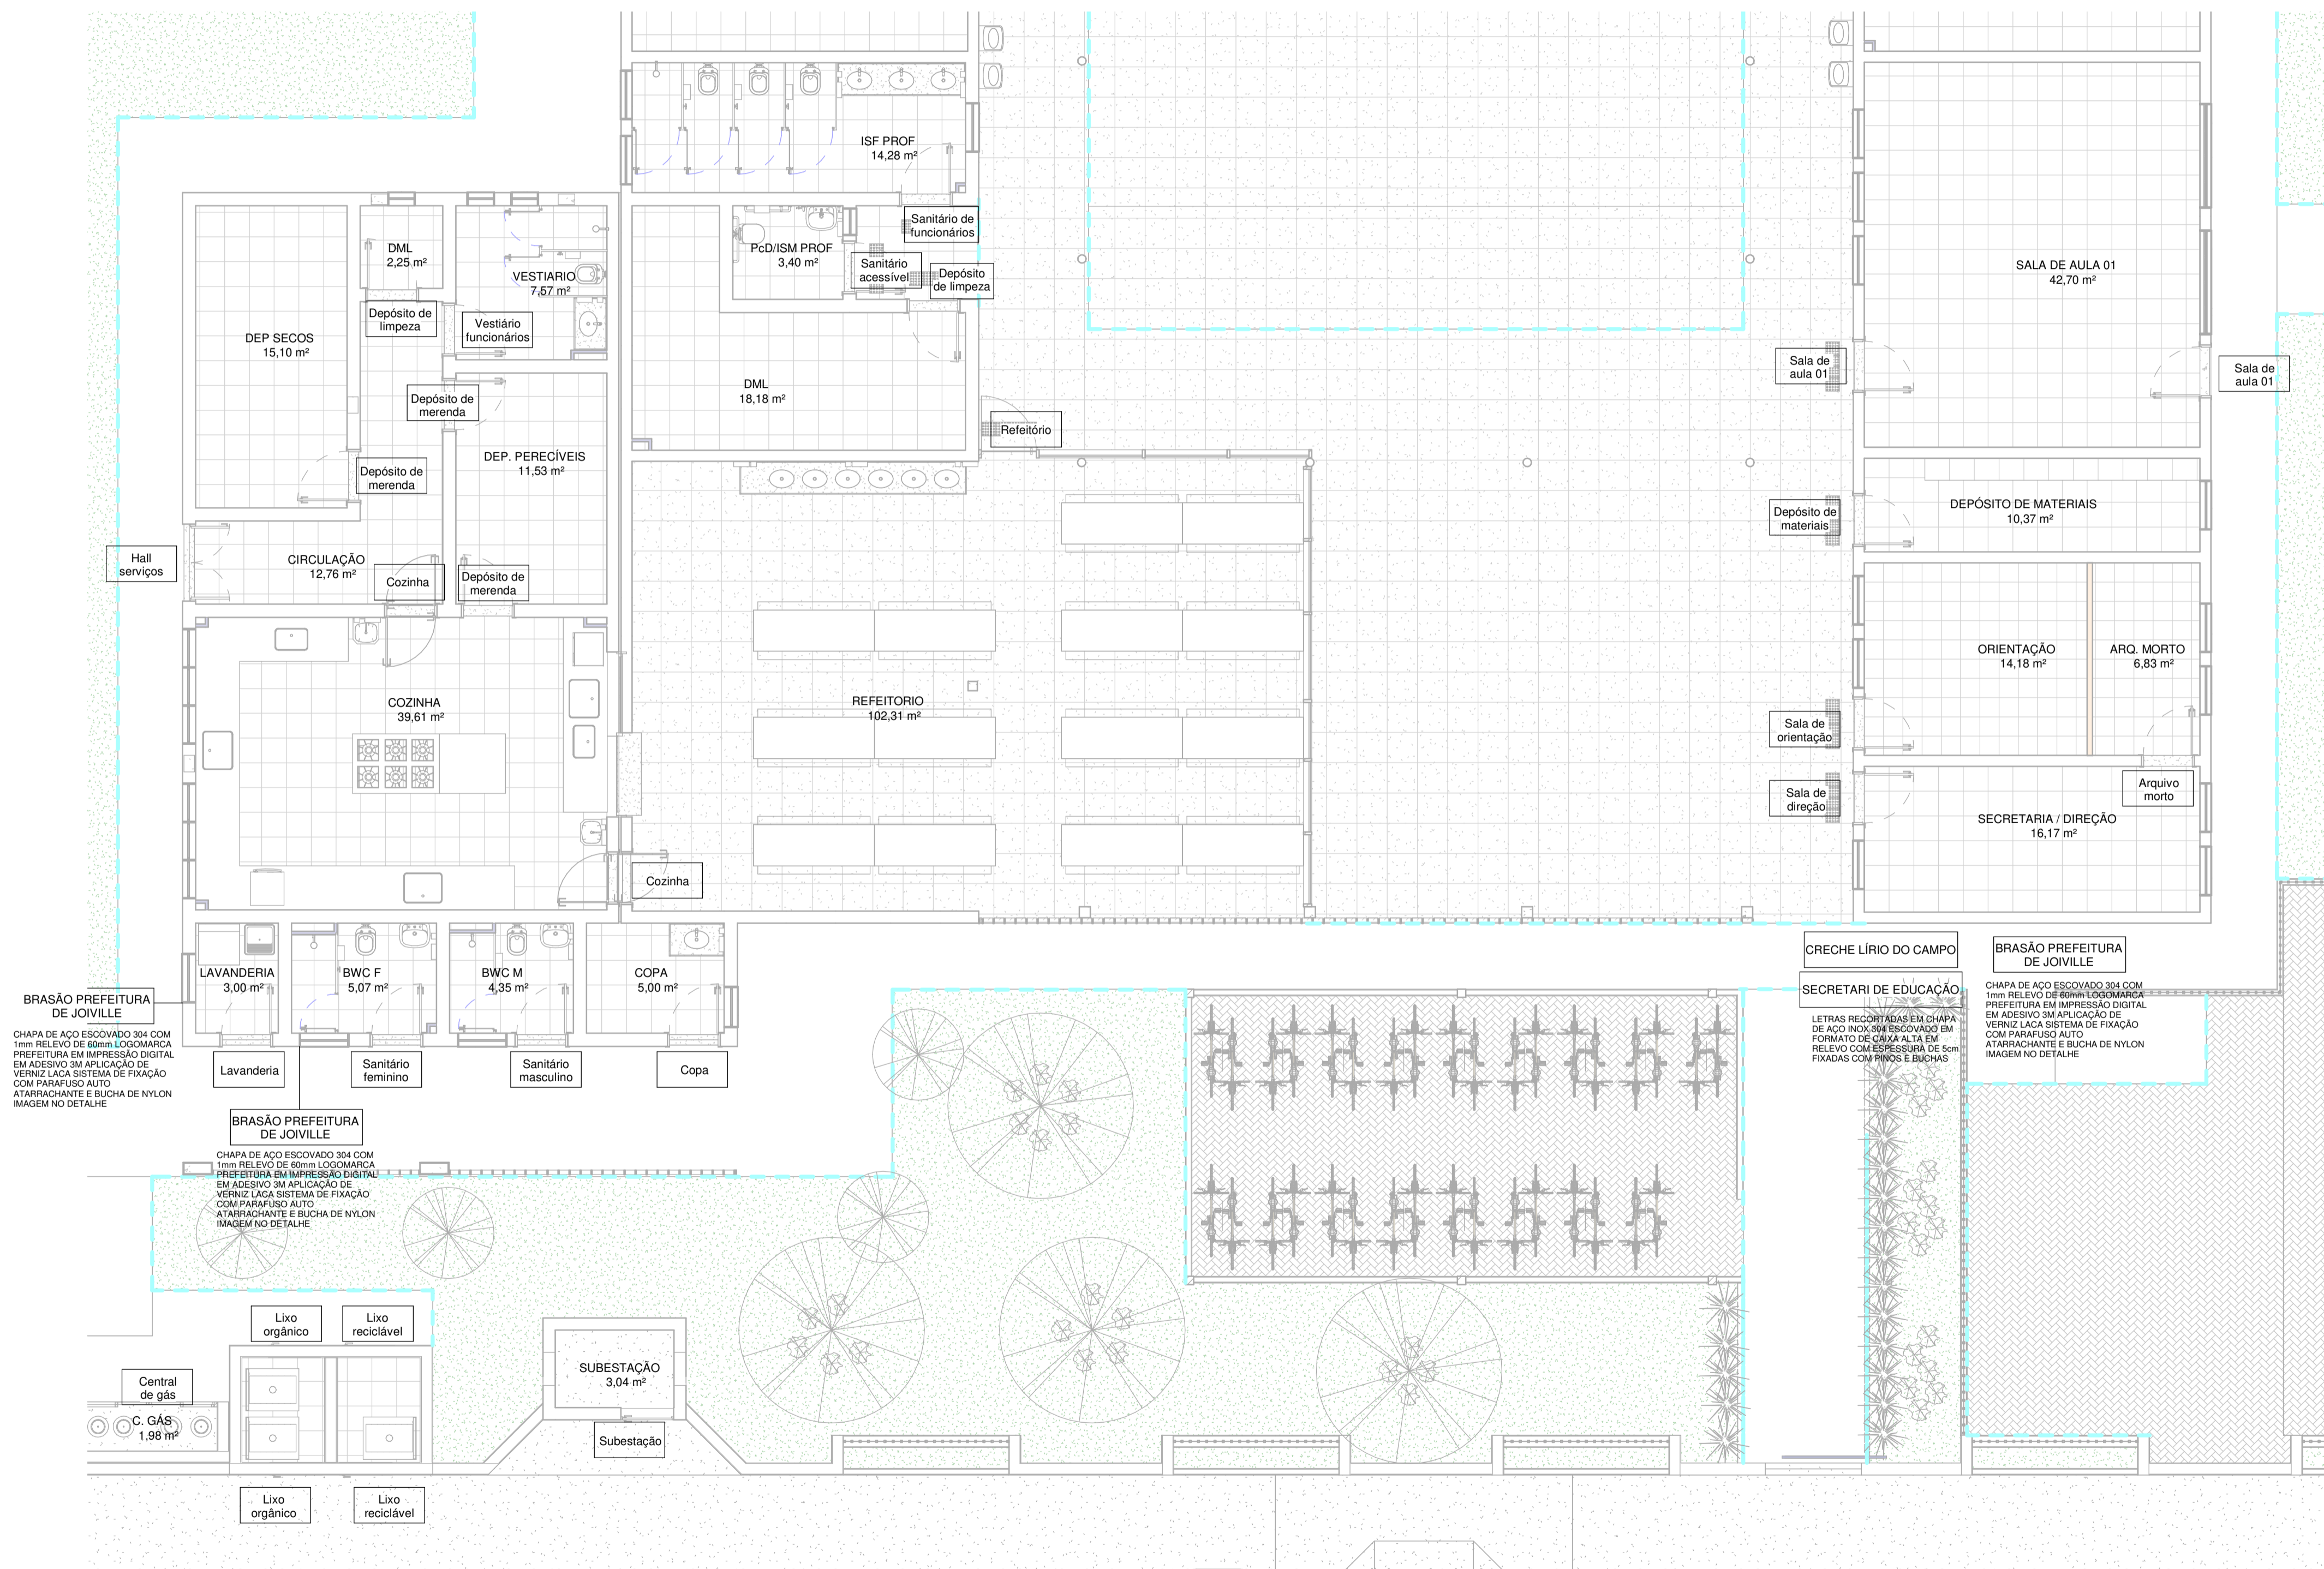 ISF PROF
14,28 m²
Sanitário de
funcionários
DML
2,25 m²
VESTIARIO
7,57 m²
PcD/ISM PROF
3,40 m²
Sanitário
acessível
Depósito
de limpeza
SALA DE AULA 01
42,70 m²
Depósito de
limpeza
Vestiário
funcionários
DEP SECOS
15,10 m²
Sala de
aula 01
Sala de
aula 01
DML
18,18 m²
Depósito de
merenda
Refeitório
DEP. PERECÍVEIS
11,53 m²
Depósito de
merenda
Depósito de
materiais
DEPÓSITO DE MATERIAIS
10,37 m²
Hall
serviços
CIRCULAÇÃO
12,76 m²
Cozinha
Depósito de
merenda
ORIENTAÇÃO
14,18 m²
ARQ. MORTO
6,83 m²
COZINHA
39,61 m²
REFEITORIO
102,31 m²
Sala de
orientação
Sala de
direção
Arquivo
morto
SECRETARIA / DIREÇÃO
16,17 m²
Cozinha
CRECHE LÍRIO DO CAMPO
BRASÃO PREFEITURA
DE JOIVILLE
LAVANDERIA
3,00 m²
BWC F
5,07 m²
BWC M
4,35 m²
COPA
5,00 m²
SECRETARI DE EDUCAÇÃO
CHAPA DE AÇO ESCOVADO 304 COM
1mm RELEVO DE 60mm LOGOMARCA
PREFEITURA EM IMPRESSÃO DIGITAL
EM ADESIVO 3M APLICAÇÃO DE
VERNIZ LACA SISTEMA DE FIXAÇÃO
COM PARAFUSO AUTO
ATARRACHANTE E BUCHA DE NYLON
IMAGEM NO DETALHE
LETRAS RECORTADAS EM CHAPA
DE AÇO INOX 304 ESCOVADO EM
FORMATO DE CAIXA ALTA EM
RELEVO COM ESPESSURA DE 5cm
FIXADAS COM PINOS E BUCHAS
BRASÃO PREFEITURA
DE JOIVILLE
CHAPA DE AÇO ESCOVADO 304 COM
1mm RELEVO DE 60mm LOGOMARCA
PREFEITURA EM IMPRESSÃO DIGITAL
EM ADESIVO 3M APLICAÇÃO DE
VERNIZ LACA SISTEMA DE FIXAÇÃO
COM PARAFUSO AUTO
ATARRACHANTE E BUCHA DE NYLON
IMAGEM NO DETALHE
Lavanderia
Sanitário
feminino
Sanitário
masculino
Copa
BRASÃO PREFEITURA
DE JOIVILLE
CHAPA DE AÇO ESCOVADO 304 COM
1mm RELEVO DE 60mm LOGOMARCA
PREFEITURA EM IMPRESSÃO DIGITAL
EM ADESIVO 3M APLICAÇÃO DE
VERNIZ LACA SISTEMA DE FIXAÇÃO
COM PARAFUSO AUTO
ATARRACHANTE E BUCHA DE NYLON
IMAGEM NO DETALHE
Lixo
orgânico
Lixo
reciclável
SUBESTAÇÃO
3,04 m²
Central
de gás
C. GÁS
1,98 m²
Subestação
Lixo
orgânico
Lixo
reciclável